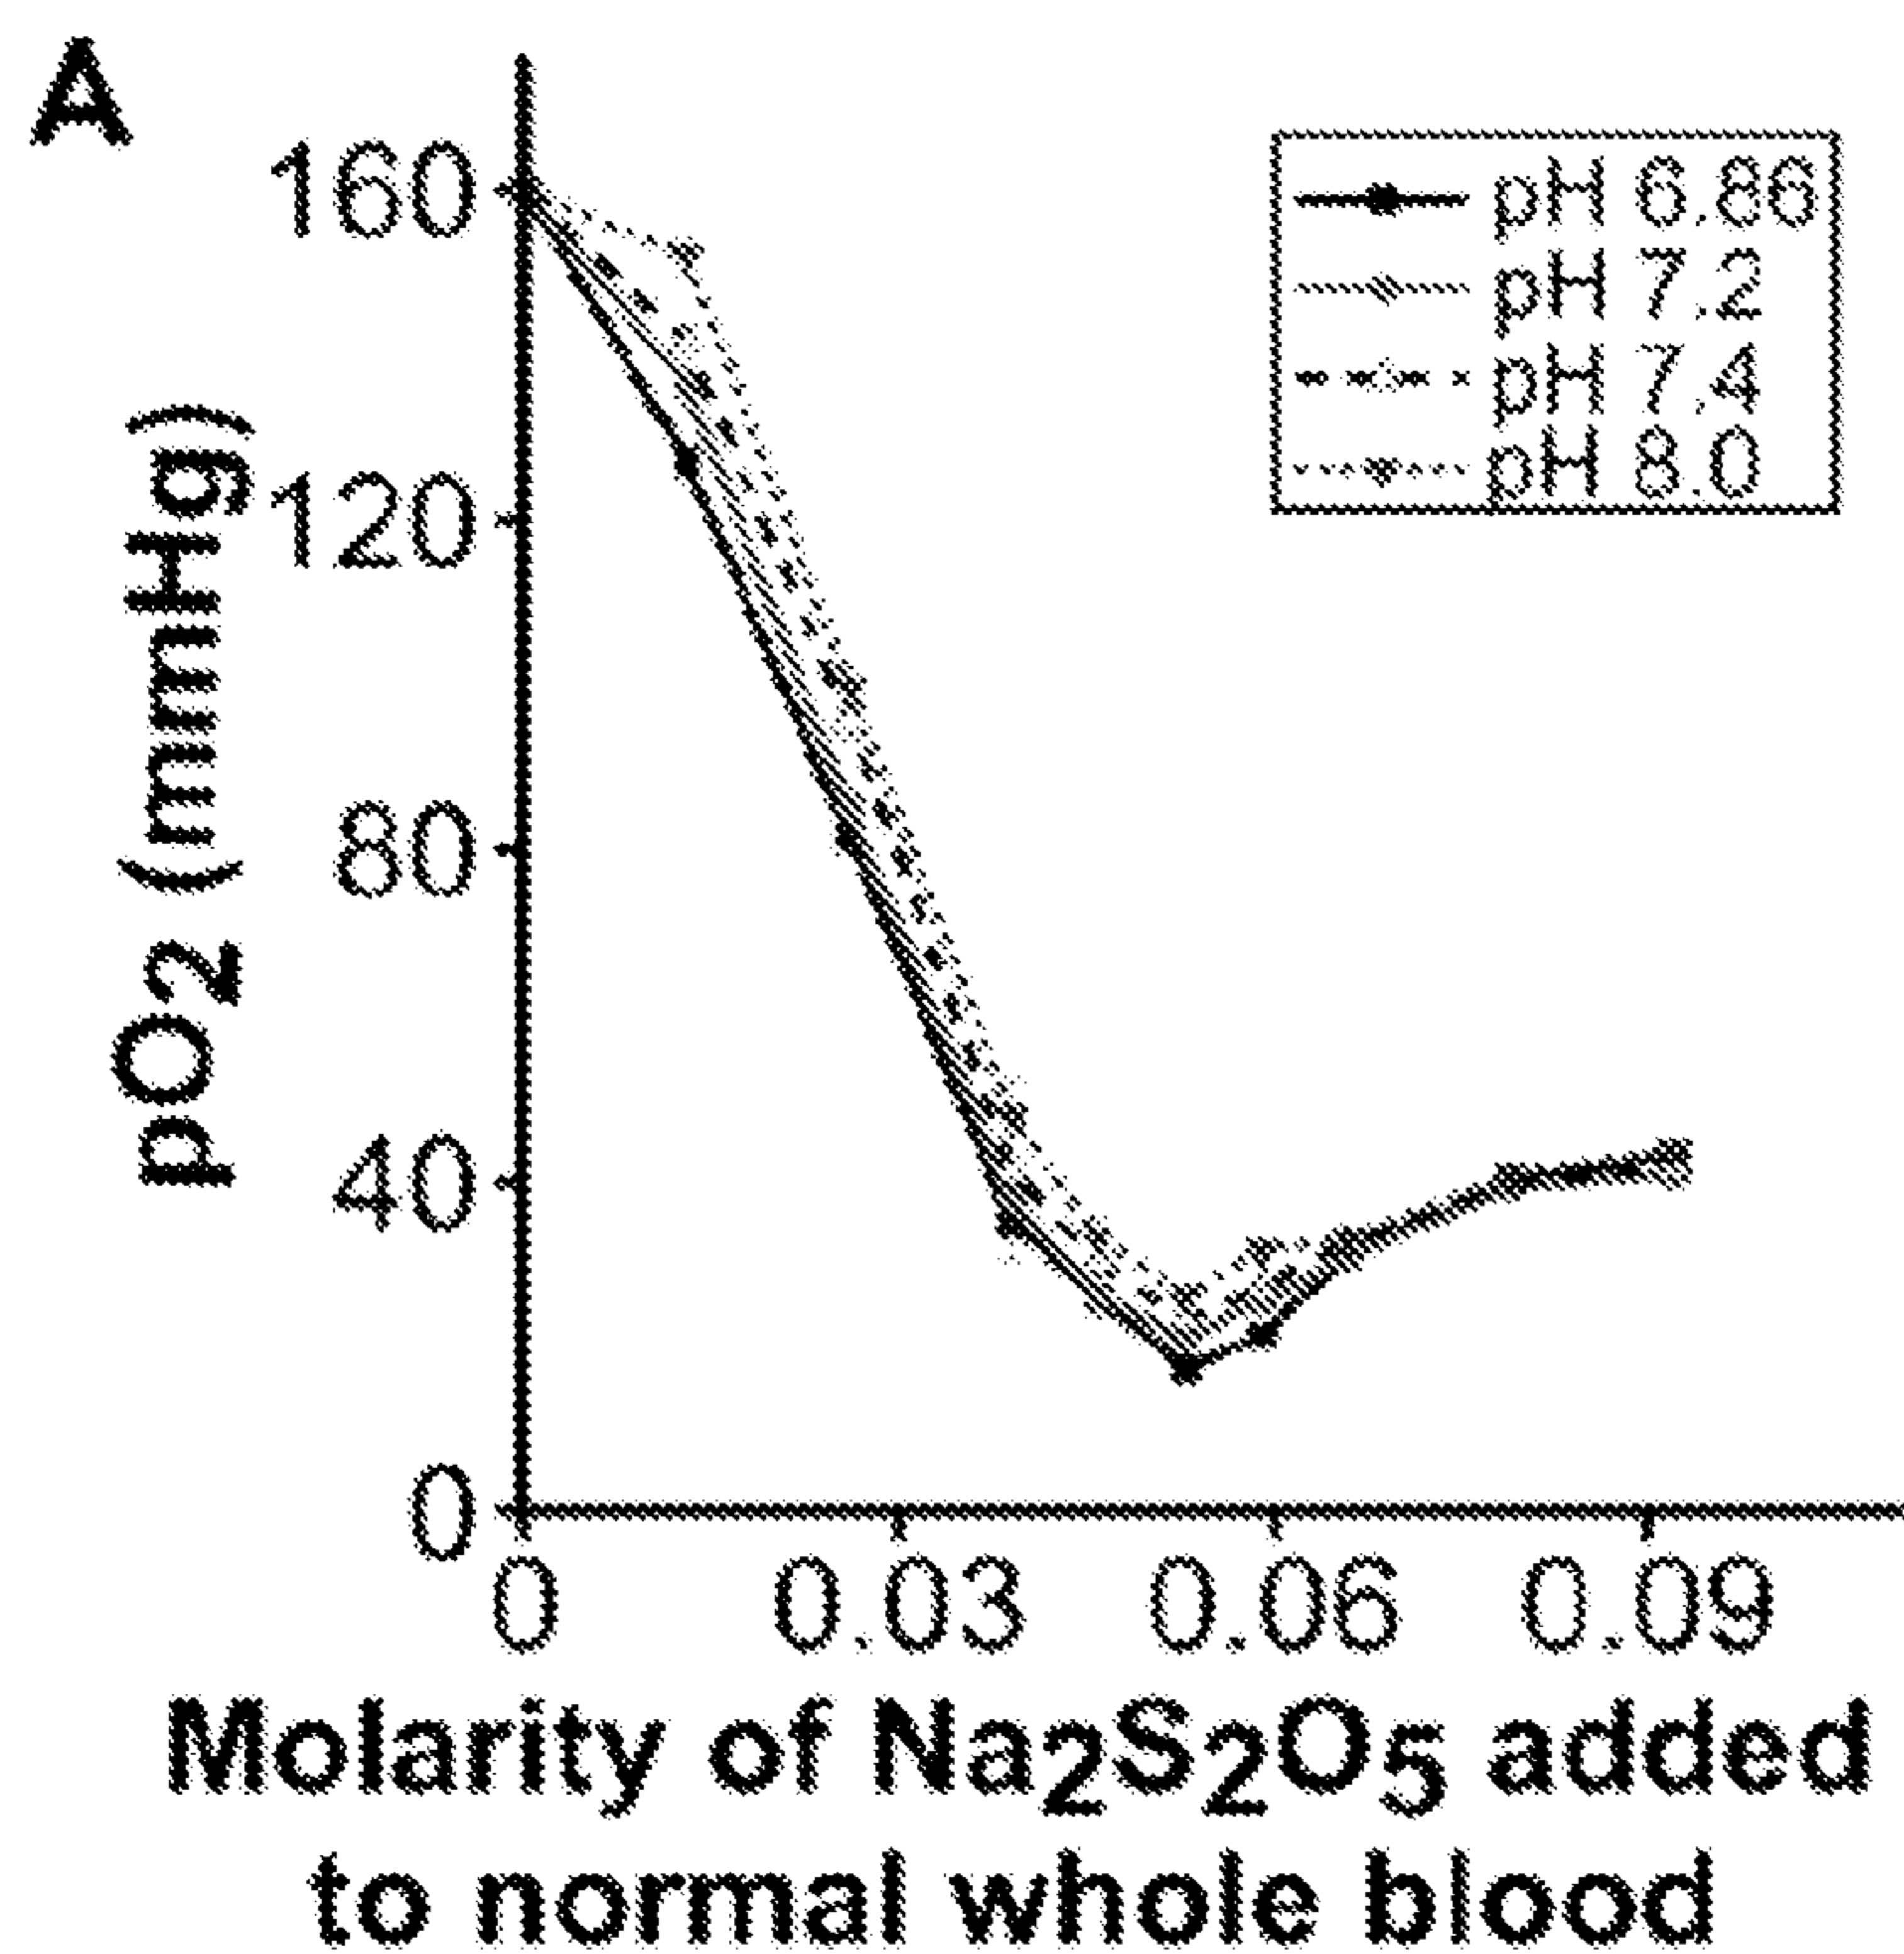 A
pO2 (mmHg)
160
120
80
40
0
pH 6.86
pH 7.2
pH 7.4
pH 8.0
0 0.03 0.06 0.09
Molarity of Na2S2O5 added
to normal whole blood